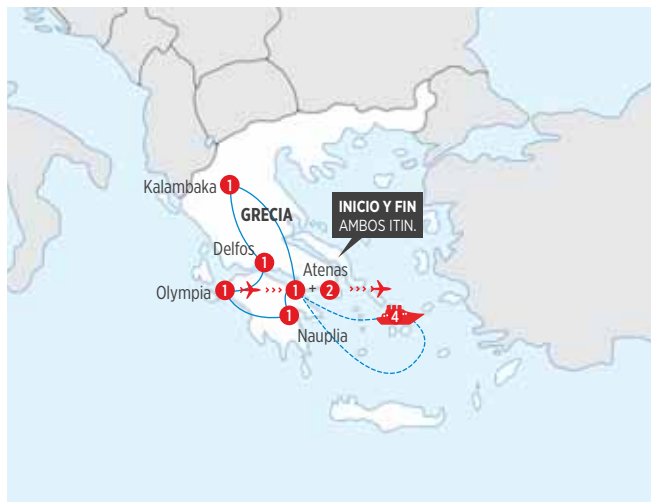 Kalambaka 1
GRECIA
INICIO Y FIN
AMBOS ITIN.
Delfos
1
Atenas
Olympia 1
1 + 2
4
1
Nauplia